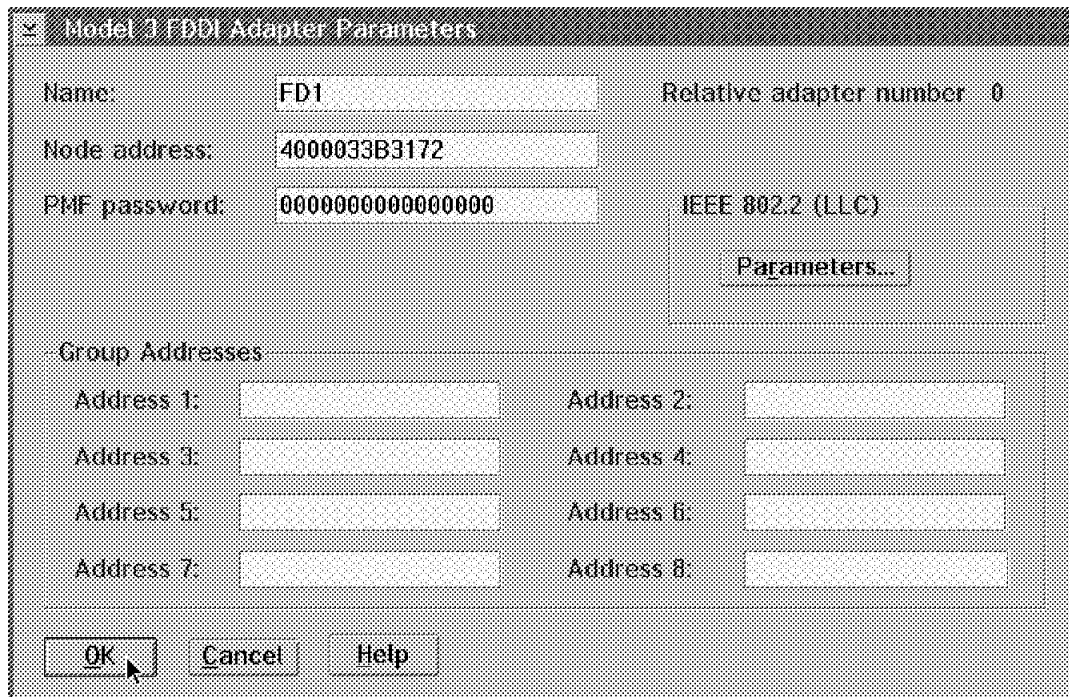 Model 3 FDDI Adapter Parameters
Name: FD1 Relative adapter number 0
Node address: 4000033B3172
PMF password: 0000000000000000 IEEE 802.2 (LLC)
Parameters...
Group Addresses
Address 1: Address 2:
Address 3: Address 4:
Address 5: Address 6:
Address 7: Address 8:
OK Cancel Help